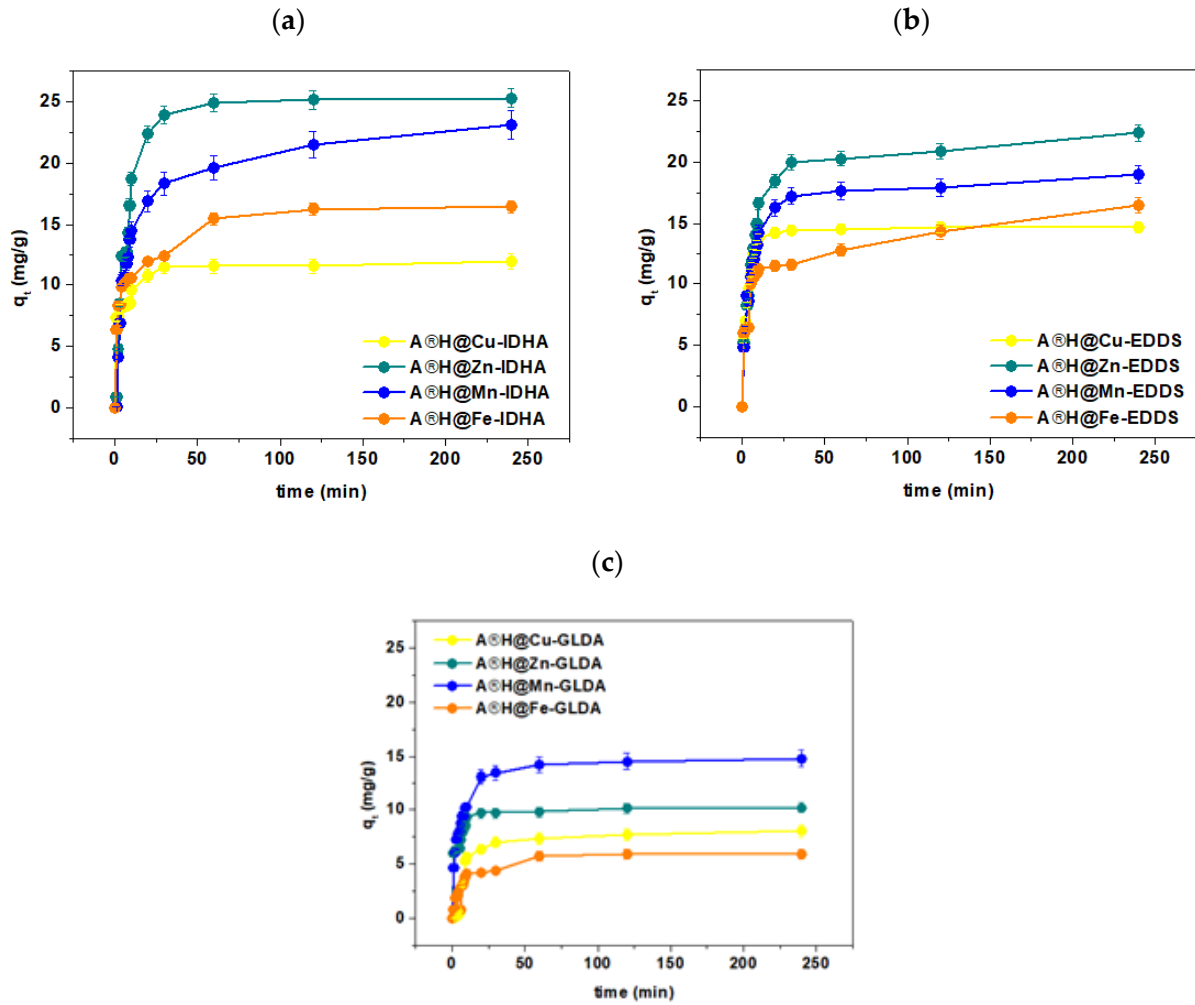 (a)
25
20
15
10
5
0
q_t (mg/g)
A®H@Cu-IDHA
A®H@Zn-IDHA
A®H@Mn-IDHA
A®H@Fe-IDHA
0 50 100 150 200 250
time (min)
(b)
25
20
15
10
5
0
q_t (mg/g)
A®H@Cu-EDDS
A®H@Zn-EDDS
A®H@Mn-EDDS
A®H@Fe-EDDS
0 50 100 150 200 250
time (min)
(c)
25
20
15
10
5
0
q_t (mg/g)
A®H@Cu-GLDA
A®H@Zn-GLDA
A®H@Mn-GLDA
A®H@Fe-GLDA
0 50 100 150 200 250
time (min)